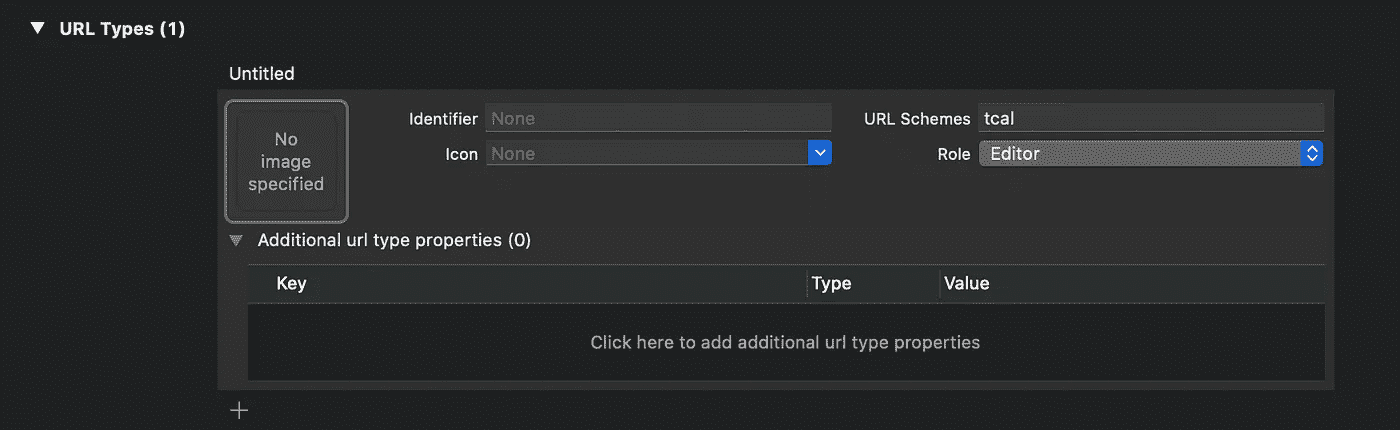 URL Types (1)
Untitled
No
image
specified
Identifier None
URL Schemes tcal
Icon None
Role Editor
Additional url type properties (0)
Key Type Value
Click here to add additional url type properties